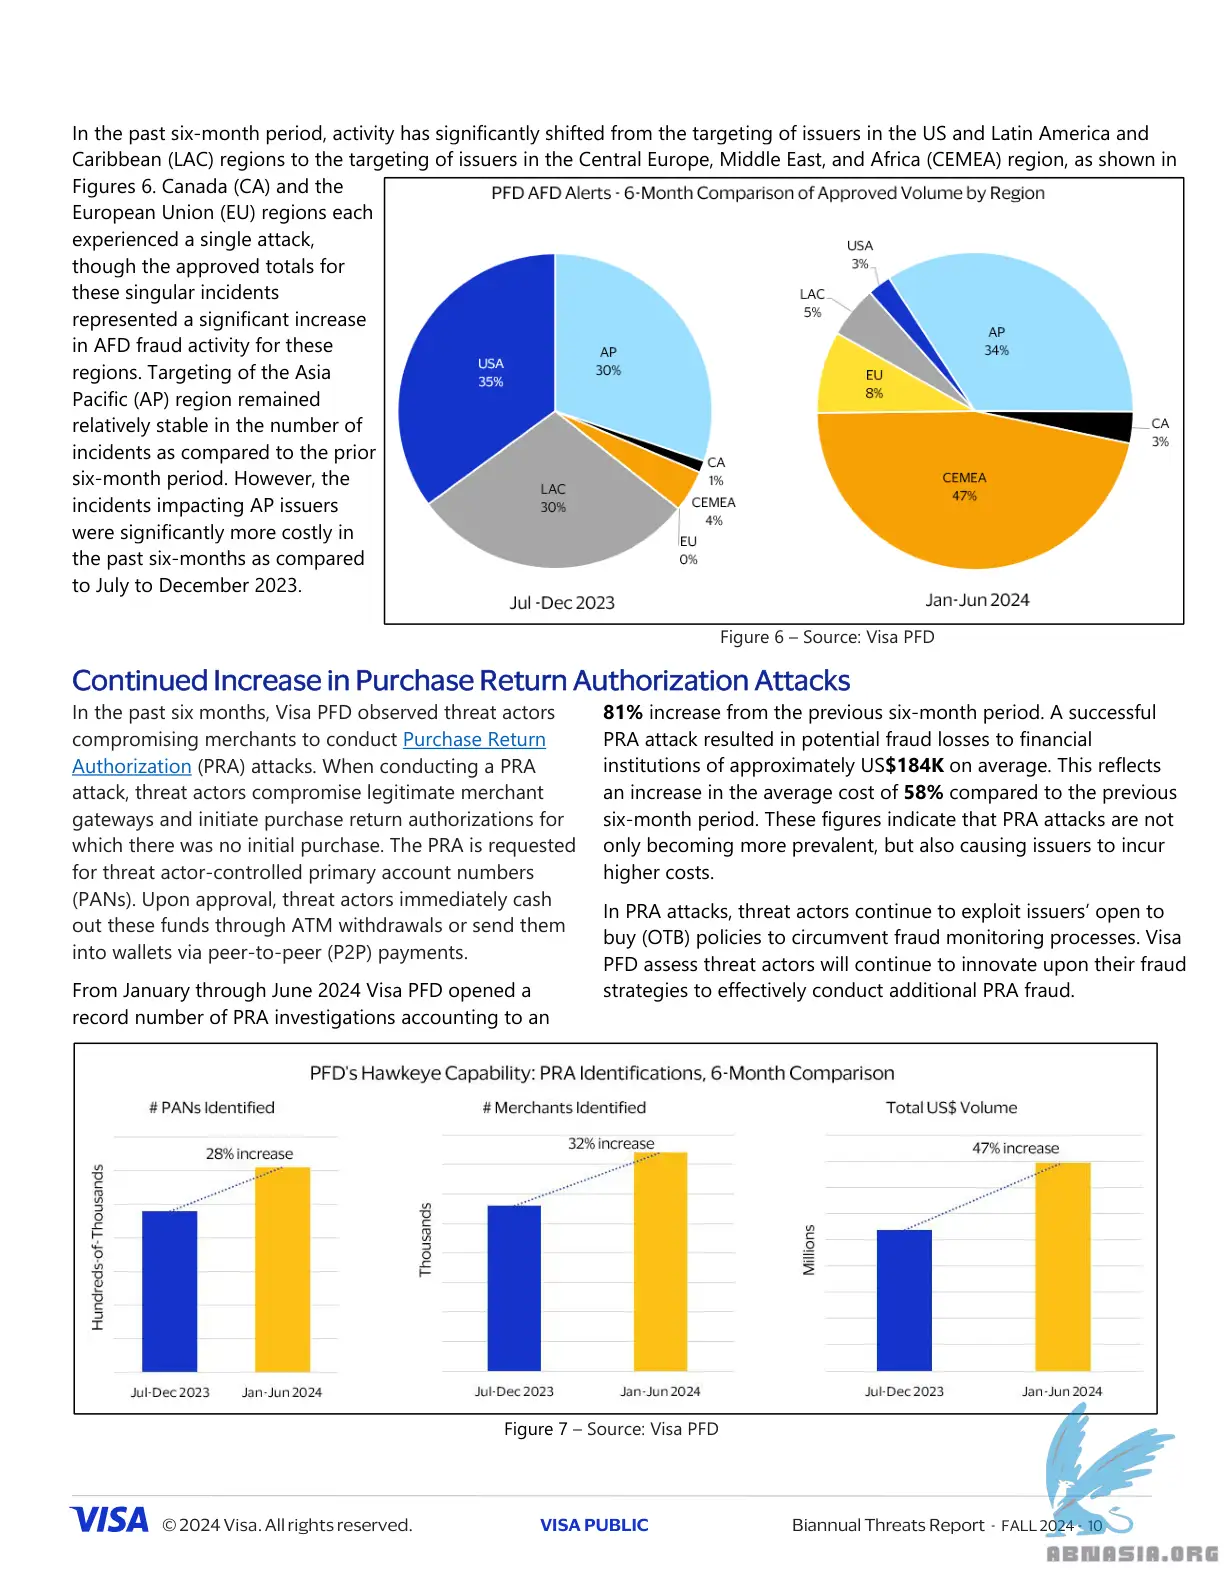 In the past six-month period, activity has significantly shifted from the targeting of issuers in the US and Latin America and
Caribbean (LAC) regions to the targeting of issuers in the Central Europe, Middle East, and Africa (CEMEA) region, as shown in
Figures 6. Canada (CA) and the
European Union (EU) regions each
experienced a single attack,
though the approved totals for
these singular incidents
represented a significant increase
in AFD fraud activity for these
regions. Targeting of the Asia
Pacific (AP) region remained
relatively stable in the number of
incidents as compared to the prior
six-month period. However, the
incidents impacting AP issuers
were significantly more costly in
the past six-months as compared
to July to December 2023.
PFD AFD Alerts - 6-Month Comparison of Approved Volume by Region
USA
35%
AP
30%
LAC
30%
CA
1%
CEMEA
4%
EU
0%
Jul -Dec 2023
USA
3%
LAC
5%
EU
8%
AP
34%
CA
3%
CEMEA
47%
Jan-Jun 2024
Figure 6 – Source: Visa PFD
Continued Increase in Purchase Return Authorization Attacks
In the past six months, Visa PFD observed threat actors
compromising merchants to conduct Purchase Return
Authorization (PRA) attacks. When conducting a PRA
attack, threat actors compromise legitimate merchant
gateways and initiate purchase return authorizations for
which there was no initial purchase. The PRA is requested
for threat actor-controlled primary account numbers
(PANs). Upon approval, threat actors immediately cash
out these funds through ATM withdrawals or send them
into wallets via peer-to-peer (P2P) payments.
From January through June 2024 Visa PFD opened a
record number of PRA investigations accounting to an
81% increase from the previous six-month period. A successful
PRA attack resulted in potential fraud losses to financial
institutions of approximately US$184K on average. This reflects
an increase in the average cost of 58% compared to the previous
six-month period. These figures indicate that PRA attacks are not
only becoming more prevalent, but also causing issuers to incur
higher costs.
In PRA attacks, threat actors continue to exploit issuers' open to
buy (OTB) policies to circumvent fraud monitoring processes. Visa
PFD assess threat actors will continue to innovate upon their fraud
strategies to effectively conduct additional PRA fraud.
PFD's Hawkeye Capability: PRA Identifications, 6-Month Comparison
# PANs Identified
28% increase
Hundreds-of-Thousands
Jul-Dec 2023
Jan-Jun 2024
# Merchants Identified
32% increase
Thousands
Jul-Dec 2023
Jan-Jun 2024
Total US$ Volume
47% increase
Millions
Jul-Dec 2023
Jan-Jun 2024
Figure 7 – Source: Visa PFD
VISA © 2024 Visa. All rights reserved.
VISA PUBLIC
Biannual Threats Report - FALL 2024 - 10
ABNASIA.ORG